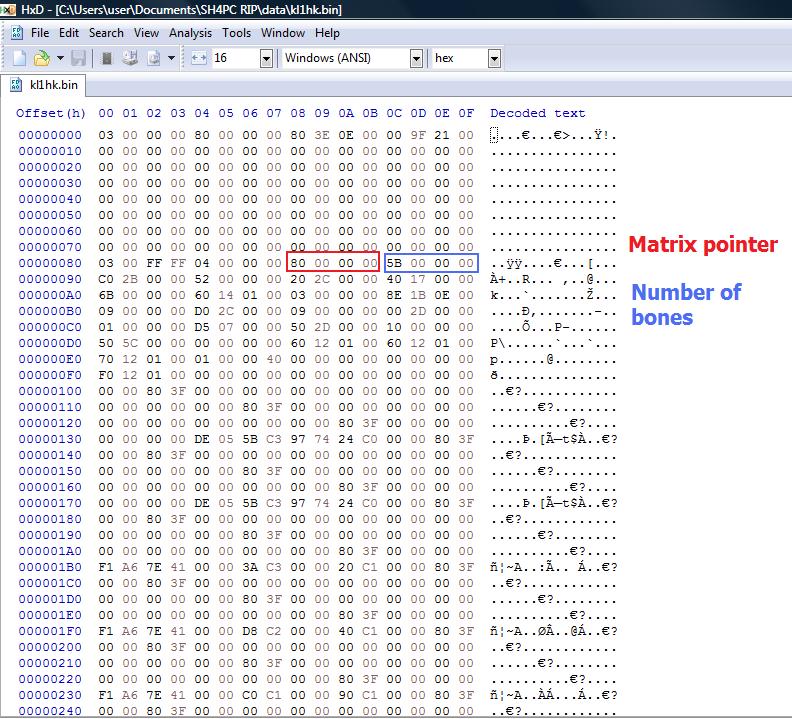 HxD - [C:\Users\user\Documents\SH4PC RIP\data\kl1hk.bin]
File Edit Search View Analysis Tools Window Help
16 Windows (ANSI) hex
kl1hk.bin
Offset(h) 00 01 02 03 04 05 06 07 08 09 0A 0B 0C 0D 0E 0F Decoded text
00000000 03 00 00 00 80 00 00 00 80 3E 0E 00 00 9F 21 00 ....€...€>...Ÿ!.
00000010 00 00 00 00 00 00 00 00 00 00 00 00 00 00 00 00 ................
00000020 00 00 00 00 00 00 00 00 00 00 00 00 00 00 00 00 ................
00000030 00 00 00 00 00 00 00 00 00 00 00 00 00 00 00 00 ................
00000040 00 00 00 00 00 00 00 00 00 00 00 00 00 00 00 00 ................
00000050 00 00 00 00 00 00 00 00 00 00 00 00 00 00 00 00 ................
00000060 00 00 00 00 00 00 00 00 00 00 00 00 00 00 00 00 ................
00000070 00 00 00 00 00 00 00 00 00 00 00 00 00 00 00 00 ................
Matrix pointer
00000080 03 00 FF FF 04 00 00 00 80 00 00 00 5B 00 00 00 ..ÿÿ....€...[...
00000090 C0 2B 00 00 52 00 00 00 20 2C 00 00 40 17 00 00 À+..R... ,..@...
Number of
000000A0 6B 00 00 00 60 14 01 00 03 00 00 00 8E 1B 0E 00 k...`.......Ž...
bones
000000B0 09 00 00 00 D0 2C 00 00 09 00 00 00 00 2D 00 00 ....Ð,.......-..
000000C0 01 00 00 00 D5 07 00 00 50 2D 00 00 10 00 00 00 ....Õ...P-......
000000D0 50 5C 00 00 00 00 00 00 60 12 01 00 60 12 01 00 P\......`...`...
000000E0 70 12 01 00 01 00 00 00 40 00 00 00 00 00 00 00 p.......@.......
000000F0 F0 12 01 00 00 00 00 00 00 00 00 00 00 00 00 00 ð...............
00000100 00 00 80 3F 00 00 00 00 00 00 00 00 00 00 00 00 ..€?............
00000110 00 00 00 00 00 00 80 3F 00 00 00 00 00 00 00 00 ......€?........
00000120 00 00 00 00 00 00 00 00 00 00 80 3F 00 00 00 00 ..........€?....
00000130 00 00 00 00 DE 05 5B C3 97 74 24 C0 00 00 80 3F ....Þ.[Ã—t$À..€?
00000140 00 00 80 3F 00 00 00 00 00 00 00 00 00 00 00 00 ..€?............
00000150 00 00 00 00 00 00 80 3F 00 00 00 00 00 00 00 00 ......€?........
00000160 00 00 00 00 00 00 00 00 00 00 80 3F 00 00 00 00 ..........€?....
00000170 00 00 00 00 DE 05 5B C3 97 74 24 C0 00 00 80 3F ....Þ.[Ã—t$À..€?
00000180 00 00 80 3F 00 00 00 00 00 00 00 00 00 00 00 00 ..€?............
00000190 00 00 00 00 00 00 80 3F 00 00 00 00 00 00 00 00 ......€?........
000001A0 00 00 00 00 00 00 00 00 00 00 80 3F 00 00 00 00 ..........€?....
000001B0 F1 A6 7E 41 00 00 3A C3 00 00 20 C1 00 00 80 3F ñ¦~A..:Ã.. Á..€?
000001C0 00 00 80 3F 00 00 00 00 00 00 00 00 00 00 00 00 ..€?............
000001D0 00 00 00 00 00 00 80 3F 00 00 00 00 00 00 00 00 ......€?........
000001E0 00 00 00 00 00 00 00 00 00 00 80 3F 00 00 00 00 ..........€?....
000001F0 F1 A6 7E 41 00 00 D8 C2 00 00 40 C1 00 00 80 3F ñ¦~A..ØÂ..@Á..€?
00000200 00 00 80 3F 00 00 00 00 00 00 00 00 00 00 00 00 ..€?............
00000210 00 00 00 00 00 00 80 3F 00 00 00 00 00 00 00 00 ......€?........
00000220 00 00 00 00 00 00 00 00 00 00 80 3F 00 00 00 00 ..........€?....
00000230 F1 A6 7E 41 00 00 C0 C1 00 00 90 C1 00 00 80 3F ñ¦~A..ÀÁ...Á..€?
00000240 00 00 80 3F 00 00 00 00 00 00 00 00 00 00 00 00 ..€?............